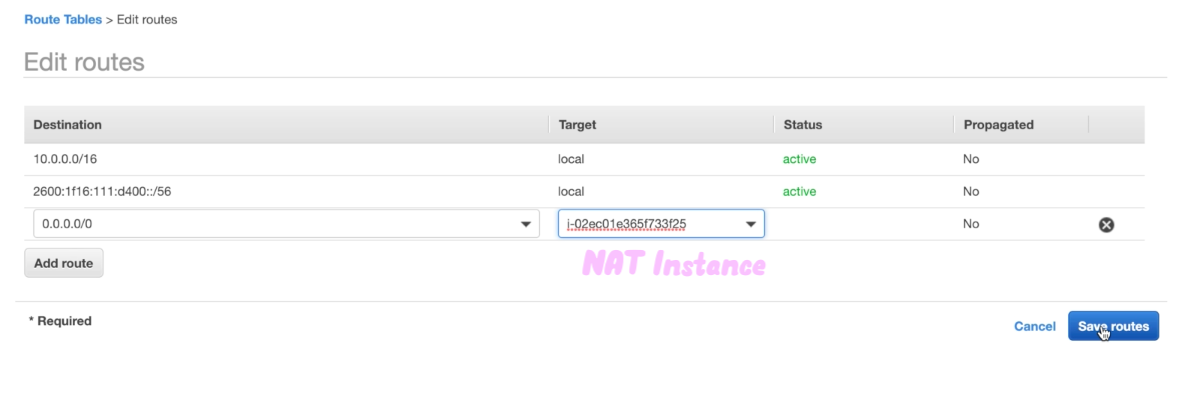 Route Tables > Edit routes
Edit routes
Destination Target Status Propagated
10.0.0.0/16 local active No
2600:1f16:111:d400::/56 local active No
0.0.0.0/0 i-02ec01e365f733f25 No
Add route
NAT Instance
* Required
Cancel Save routes